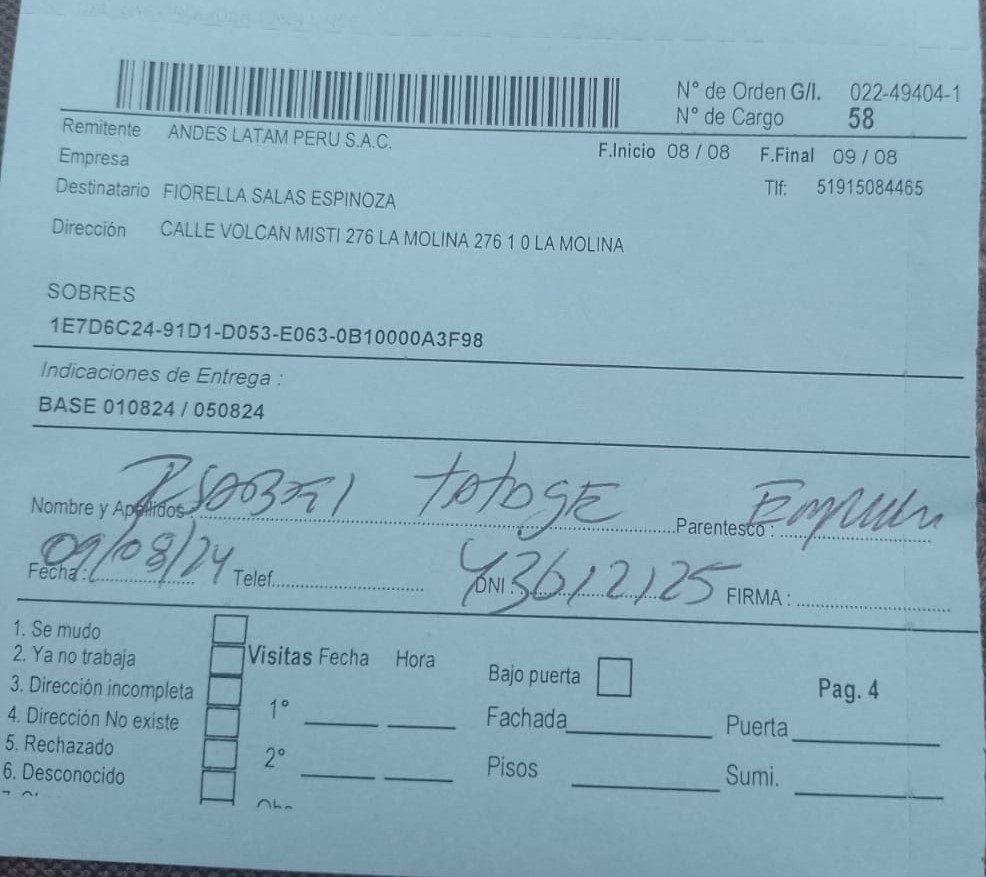 N° de Orden G/I. 022-49404-1
N° de Cargo 58
Remitente ANDES LATAM PERU S.A.C.
F.Inicio 08 / 08 F.Final 09 / 08
Empresa
Tlf: 51915084465
Destinatario FIORELLA SALAS ESPINOZA
Dirección CALLE VOLCAN MISTI 276 LA MOLINA 276 1 0 LA MOLINA
SOBRES
1E7D6C24-91D1-D053-E063-0B10000A3F98
Indicaciones de Entrega :
BASE 010824 / 050824
Nombre y Apellidos: Parentesco :
Fecha : 09/08/24 Telef. DNI : 43612125 FIRMA :
1. Se mudo
2. Ya no trabaja
3. Dirección incompleta
4. Dirección No existe
5. Rechazado
6. Desconocido
Visitas Fecha Hora
1°
2°
Bajo puerta
Fachada
Pisos
Pag. 4
Puerta
Sumi.